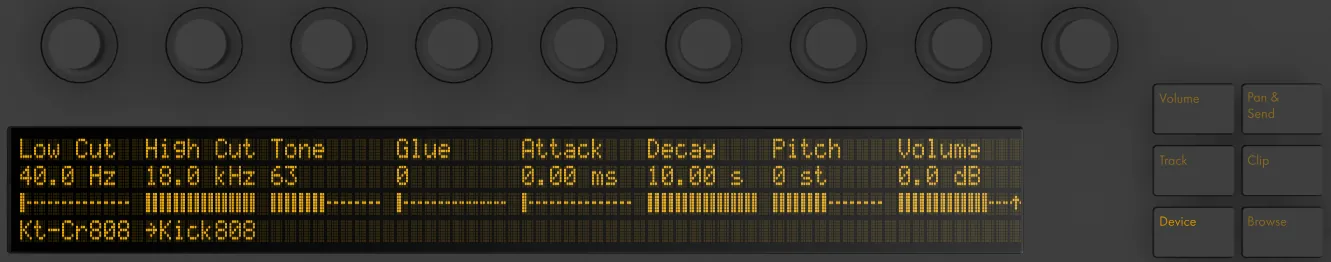 Low Cut High Cut Tone Glue Attack Decay Pitch Volume
40.0 Hz 18.0 kHz 63 0 0.00 ms 10.00 s 0 st 0.0 dB
Kt-Cr808 →Kick808
Volume
Pan &
Send
Track
Clip
Device
Browse